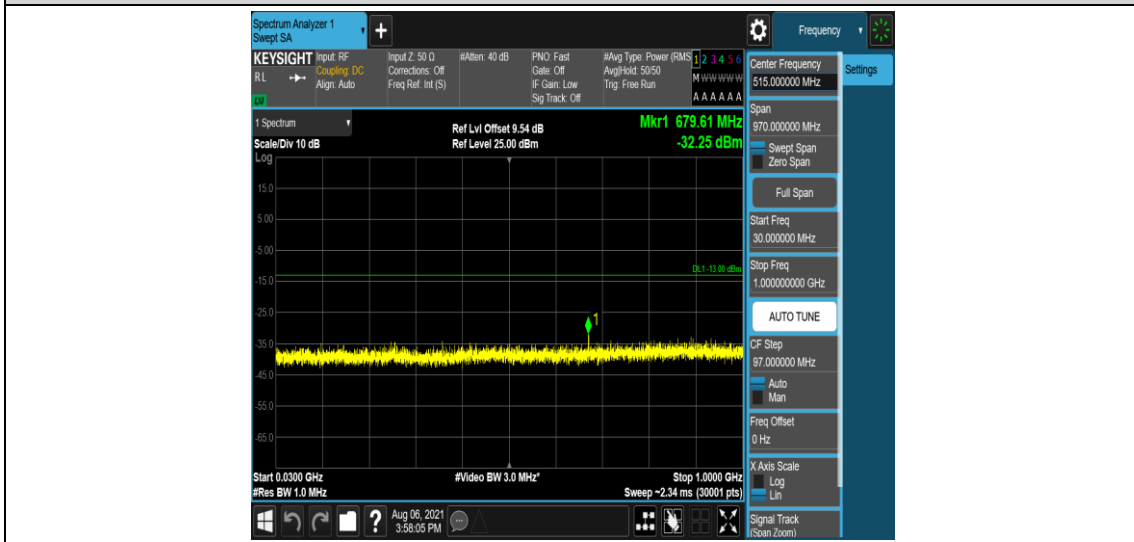 Spectrum Analyzer 1
Swept SA
+
Frequency
KEYSIGHT
RL
LXI
Input: RF
Coupling: DC
Align: Auto
Input Z: 50 Ω
Corrections: Off
Freq Ref: Int (S)
#Atten: 40 dB
PNO: Fast
Gate: Off
IF Gain: Low
Sig Track: Off
#Avg Type: Power (RMS
Avg|Hold: 50/50
Trig: Free Run
1 2 3 4 5 6
M W W W W W
A A A A A A
1 Spectrum
Scale/Div 10 dB
Log
Ref Lvl Offset 9.54 dB
Ref Level 25.00 dBm
Mkr1 679.61 MHz
-32.25 dBm
15.0
5.00
-5.00
DL1 -13.00 dBm
-15.0
-25.0
1
-35.0
-45.0
-55.0
-65.0
Start 0.0300 GHz
#Res BW 1.0 MHz
#Video BW 3.0 MHz*
Stop 1.0000 GHz
Sweep ~2.34 ms (30001 pts)
Center Frequency
515.000000 MHz
Settings
Span
970.000000 MHz
Swept Span
Zero Span
Full Span
Start Freq
30.000000 MHz
Stop Freq
1.000000000 GHz
AUTO TUNE
CF Step
97.000000 MHz
Auto
Man
Freq Offset
0 Hz
X Axis Scale
Log
Lin
Signal Track
(Span Zoom)
?
Aug 06, 2021
3:58:05 PM